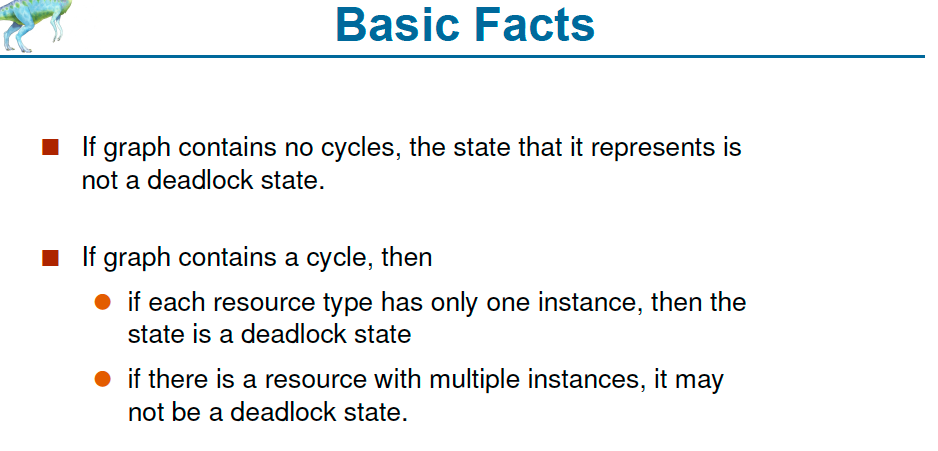 Basic Facts
If graph contains no cycles, the state that it represents is
not a deadlock state.
If graph contains a cycle, then
if each resource type has only one instance, then the
state is a deadlock state
if there is a resource with multiple instances, it may
not be a deadlock state.